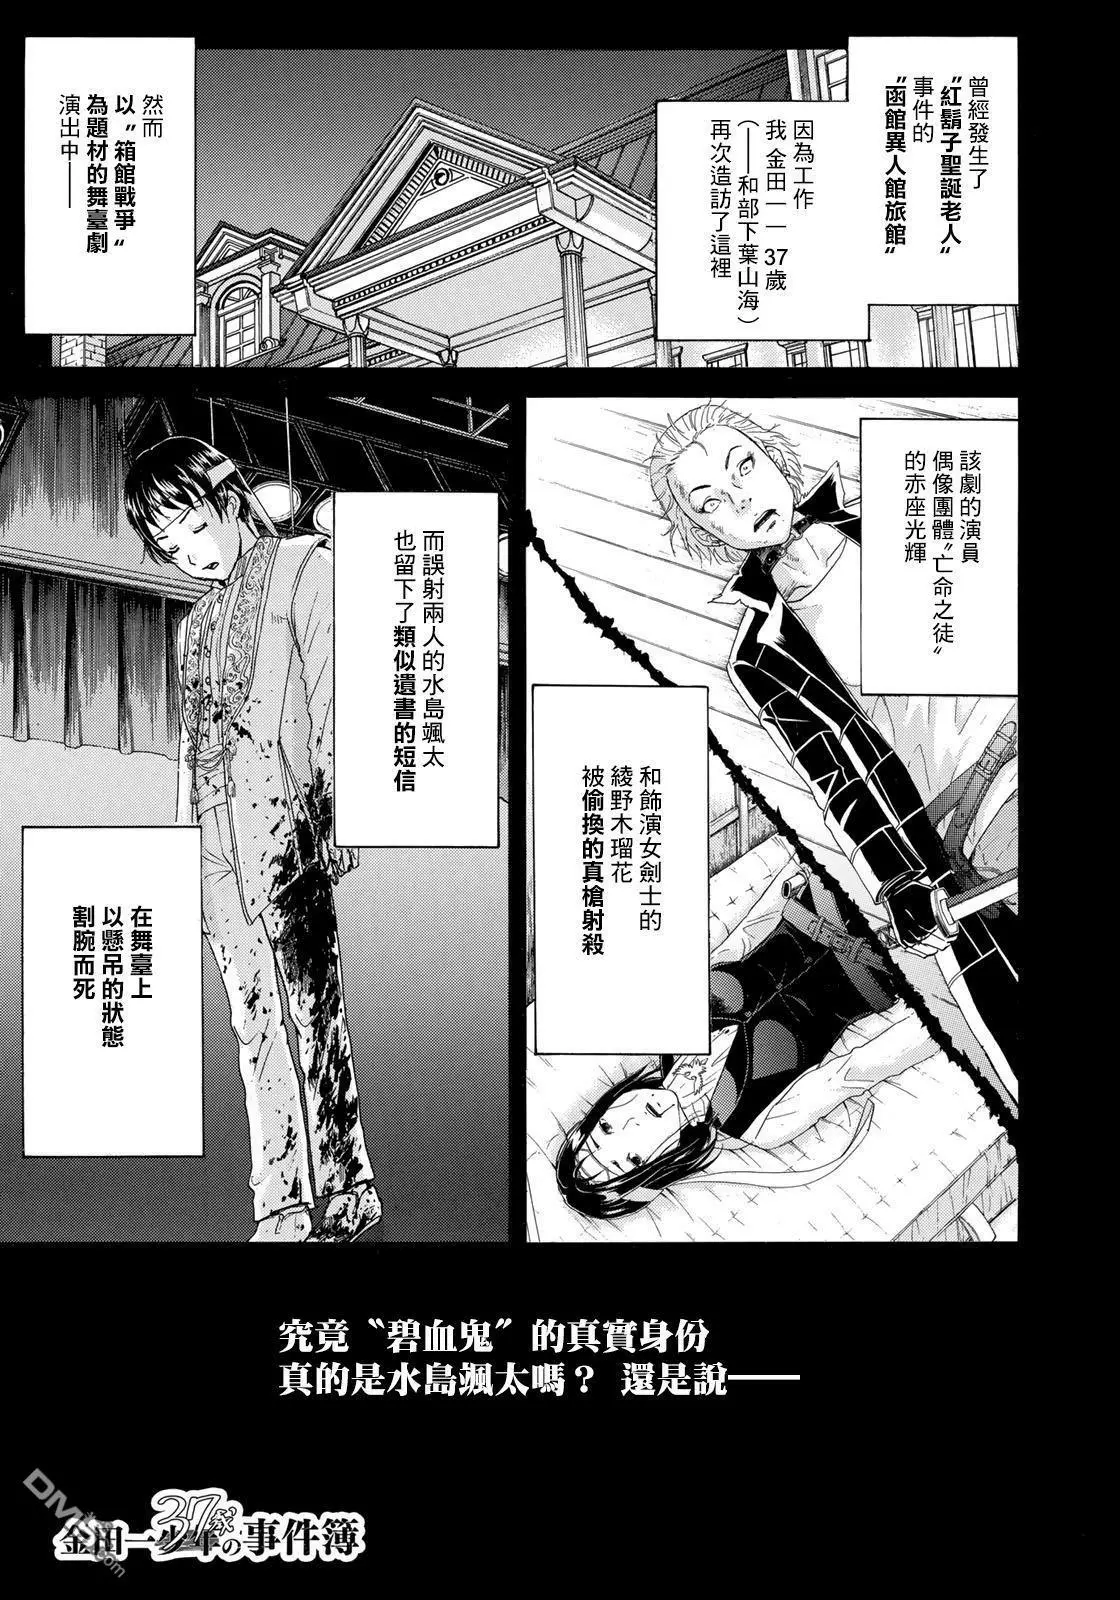 曾經發生了
“紅鬍子聖誕老人“
事件的
“函館異人館旅館“
因為工作
我 金田一一 37歲
（——和部下葉山海）
再次造訪了這裡
然而
以〝箱館戰爭〞
為題材的舞臺劇
演出中——
該劇的演員
偶像團體〝亡命之徒〞
的赤座光輝
和飾演女劍士的
綾野木瑠花
被偷換的真槍射殺
而誤射兩人的水島颯太
也留下了類似遺書的短信
在舞臺上
以懸吊的狀態
割腕而死
究竟〝碧血鬼〞的真實身份
真的是水島颯太嗎？ 還是說——
金田一37歲の事件簿